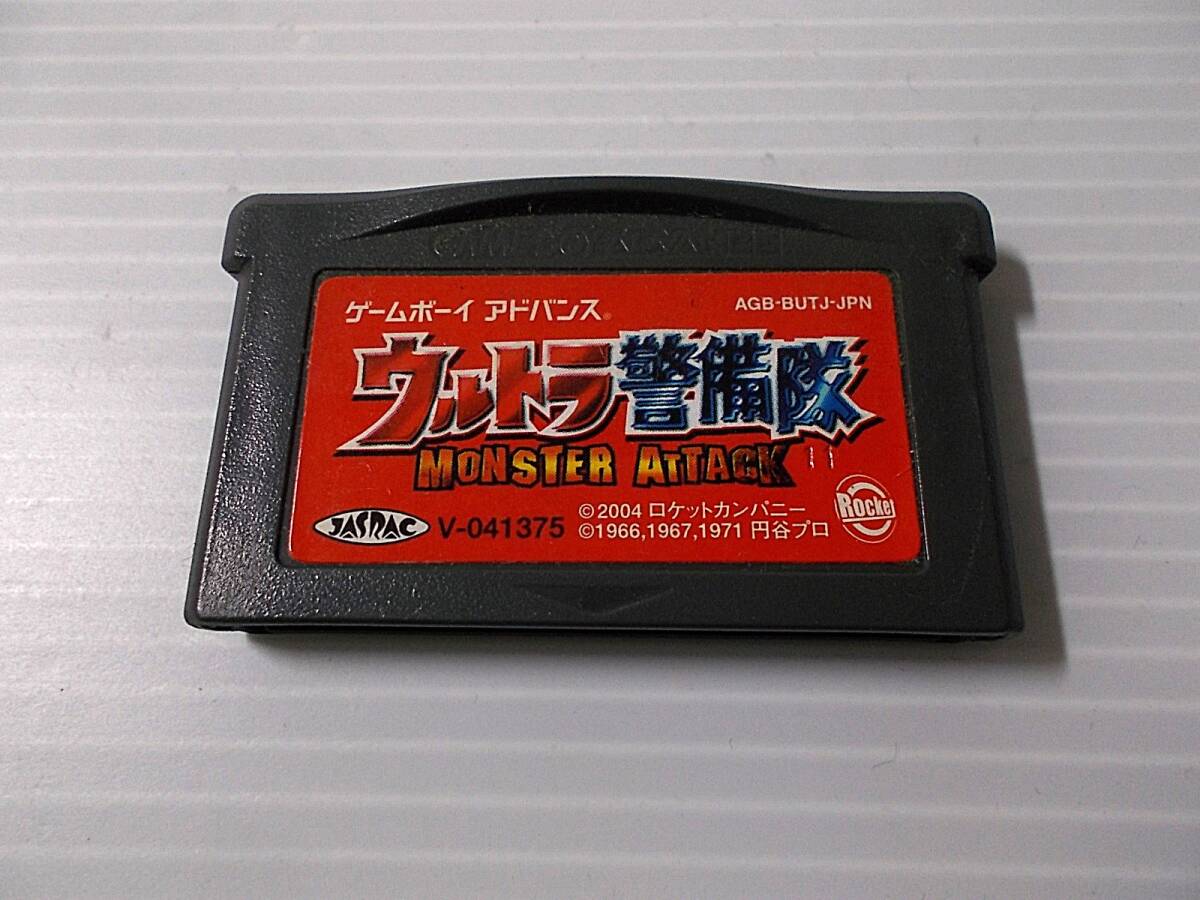 GAME BOY ADVANCE
ゲームボーイ アドバンス®
AGB-BUTJ-JPN
ウルトラ警備隊
MONSTER ATTACK
JASRAC
V-041375
©2004 ロケットカンパニー
©1966,1967,1971 円谷プロ
Rocket